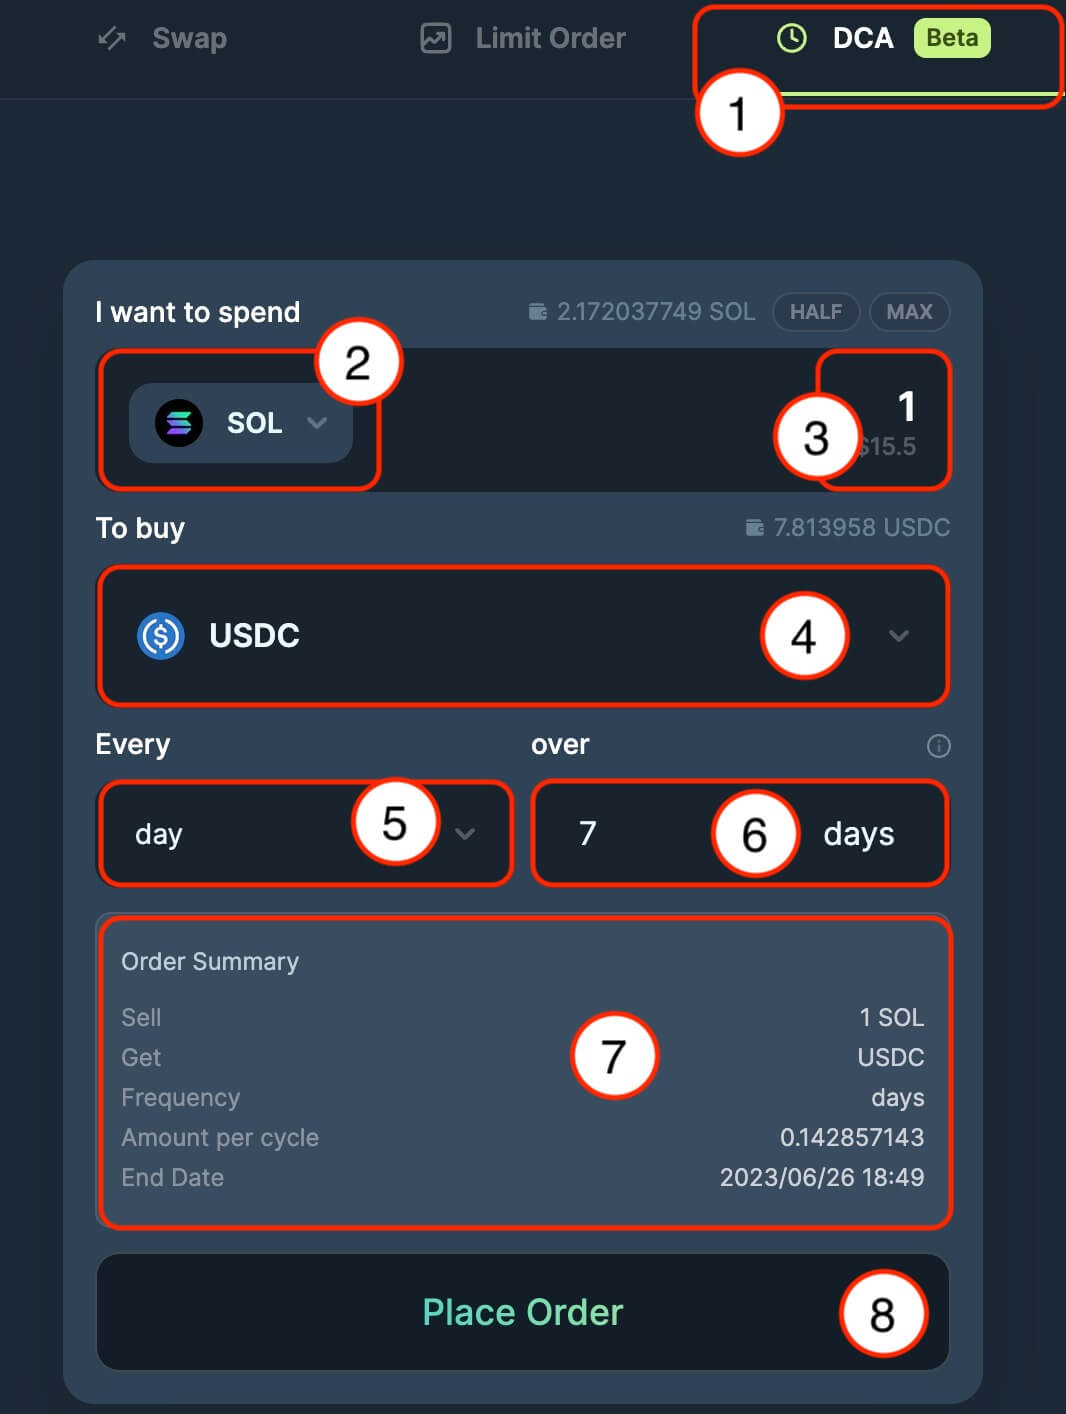 Swap Limit Order DCA Beta
1
I want to spend 2.172037749 SOL HALF MAX
2
SOL 1
3
$15.5
To buy 7.813958 USDC
USDC 4
Every over
day 5 7 6 days
Order Summary
Sell 1 SOL
7
Get USDC
Frequency days
Amount per cycle 0.142857143
End Date 2023/06/26 18:49
Place Order 8